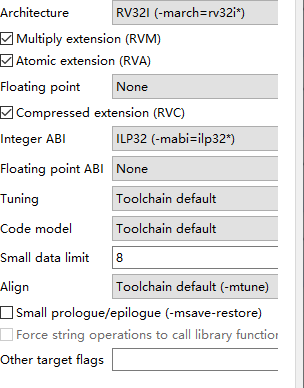 Architecture RV32I (-march=rv32i*)
Multiply extension (RVM)
Atomic extension (RVA)
Floating point None
Compressed extension (RVC)
Integer ABI ILP32 (-mabi=ilp32*)
Floating point ABI None
Tuning Toolchain default
Code model Toolchain default
Small data limit 8
Align Toolchain default (-mtune)
Small prologue/epilogue (-msave-restore)
Force string operations to call library function
Other target flags